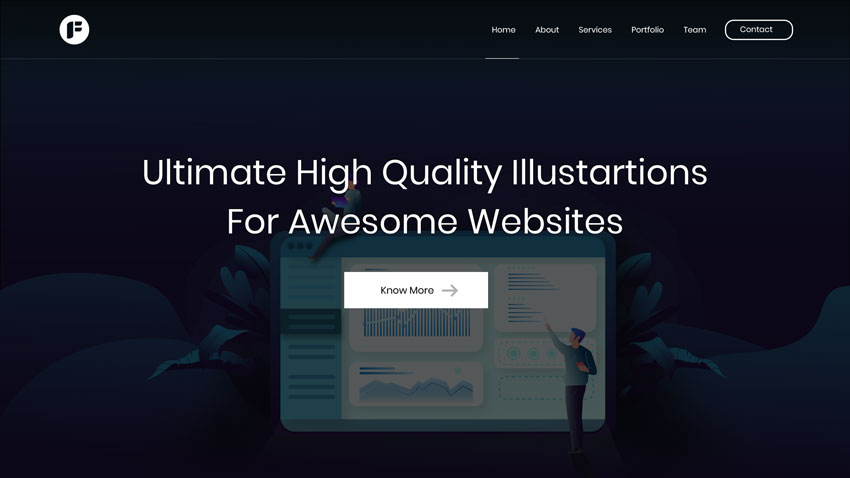 F
Home About Services Portfolio Team Contact
Ultimate High Quality Illustartions
For Awesome Websites
Know More